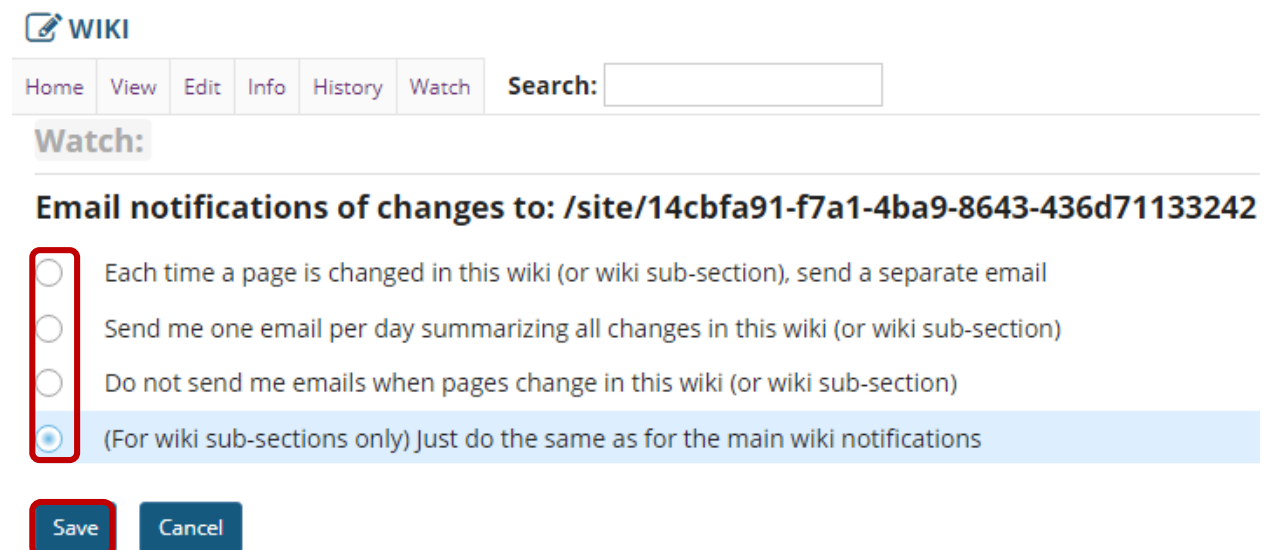 WIKI
Home View Edit Info History Watch Search:
Watch:
Email notifications of changes to: /site/14cbfa91-f7a1-4ba9-8643-436d71133242
Each time a page is changed in this wiki (or wiki sub-section), send a separate email
Send me one email per day summarizing all changes in this wiki (or wiki sub-section)
Do not send me emails when pages change in this wiki (or wiki sub-section)
(For wiki sub-sections only) Just do the same as for the main wiki notifications
Save Cancel